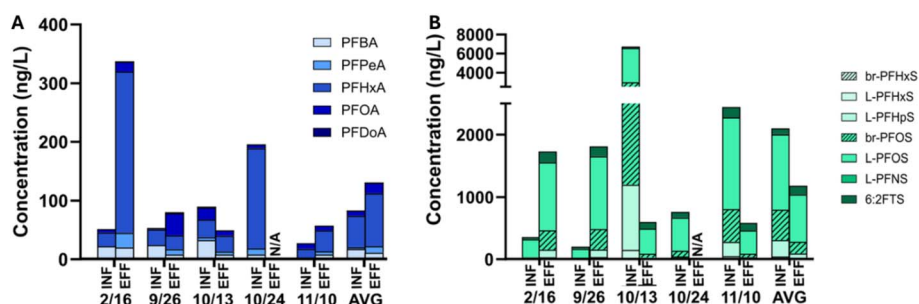 A
Concentration (ng/L)
400
300
200
100
0
PFBA
PFPeA
PFHxA
PFOA
PFDoA
INF EFF INF EFF INF EFF INF N/A EFF INF EFF INF EFF
2/16 9/26 10/13 10/24 11/10 AVG
B
Concentration (ng/L)
8000
6000
4000
2000
1000
0
br-PFHxS
L-PFHxS
L-PFHpS
br-PFOS
L-PFOS
L-PFNS
6:2FTS
INF EFF INF EFF INF EFF INF N/A EFF INF EFF INF EFF
2/16 9/26 10/13 10/24 11/10 AVG